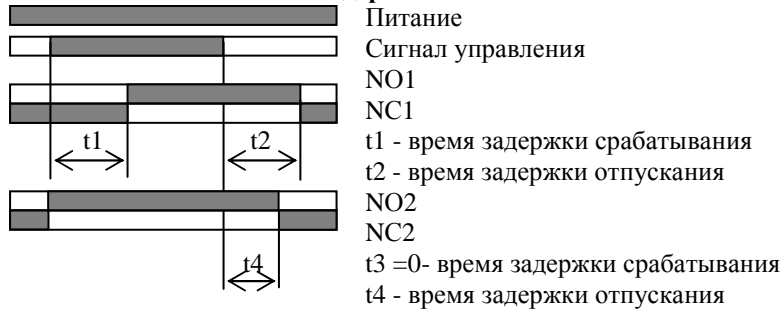 Питание
Сигнал управления
NO1
NC1
t1 t2 t1 - время задержки срабатывания
t2 - время задержки отпускания
NO2
NC2
t4 t3 =0- время задержки срабатывания
t4 - время задержки отпускания